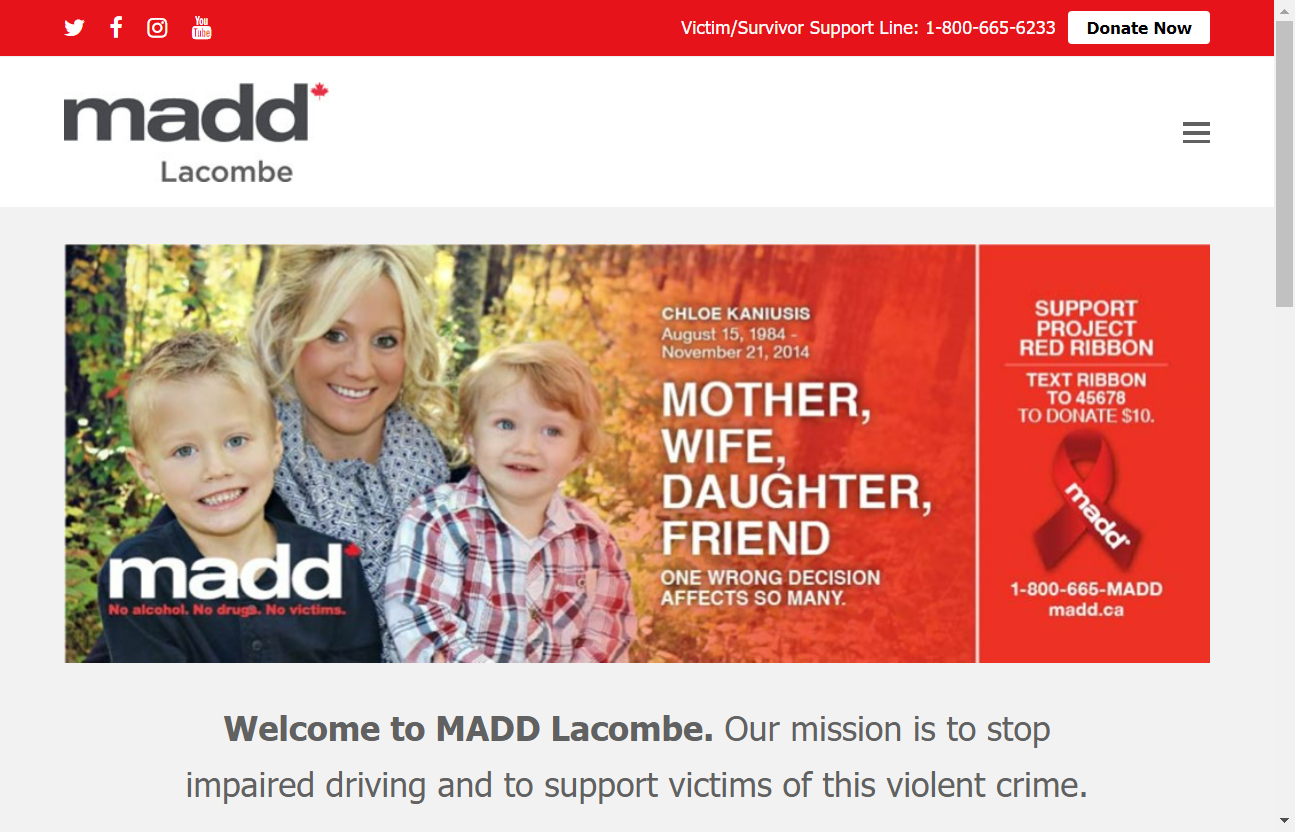 You
Tube
Victim/Survivor Support Line: 1-800-665-6233
Donate Now
madd
Lacombe
CHLOE KANIUSIS
August 15, 1984 -
November 21, 2014
MOTHER,
WIFE,
DAUGHTER,
FRIEND
ONE WRONG DECISION
AFFECTS SO MANY.
madd
No alcohol. No drugs. No victims.
SUPPORT
PROJECT
RED RIBBON
TEXT RIBBON
TO 45678
TO DONATE $10.
madd
1-800-665-MADD
madd.ca
Welcome to MADD Lacombe. Our mission is to stop
impaired driving and to support victims of this violent crime.